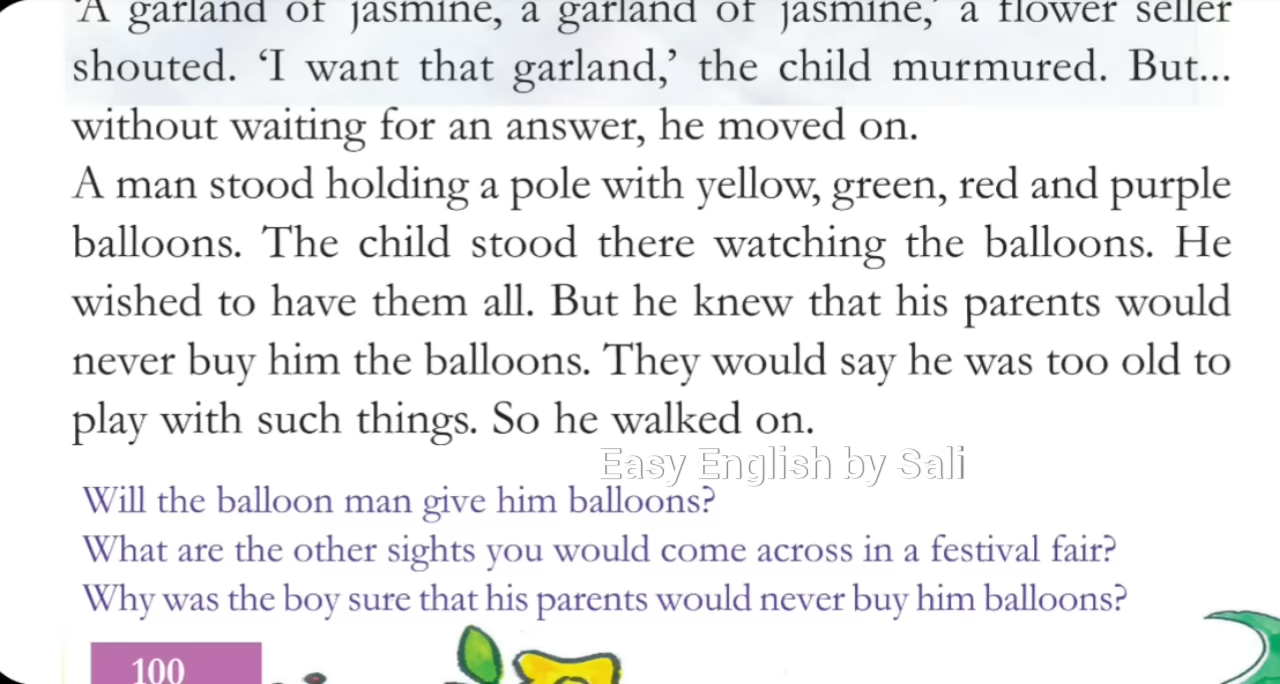 ‘A garland of jasmine, a garland of jasmine,’ a flower seller
shouted. ‘I want that garland,’ the child murmured. But...
without waiting for an answer, he moved on.
A man stood holding a pole with yellow, green, red and purple
balloons. The child stood there watching the balloons. He
wished to have them all. But he knew that his parents would
never buy him the balloons. They would say he was too old to
play with such things. So he walked on.
Easy English by Sali
Will the balloon man give him balloons?
What are the other sights you would come across in a festival fair?
Why was the boy sure that his parents would never buy him balloons?
100